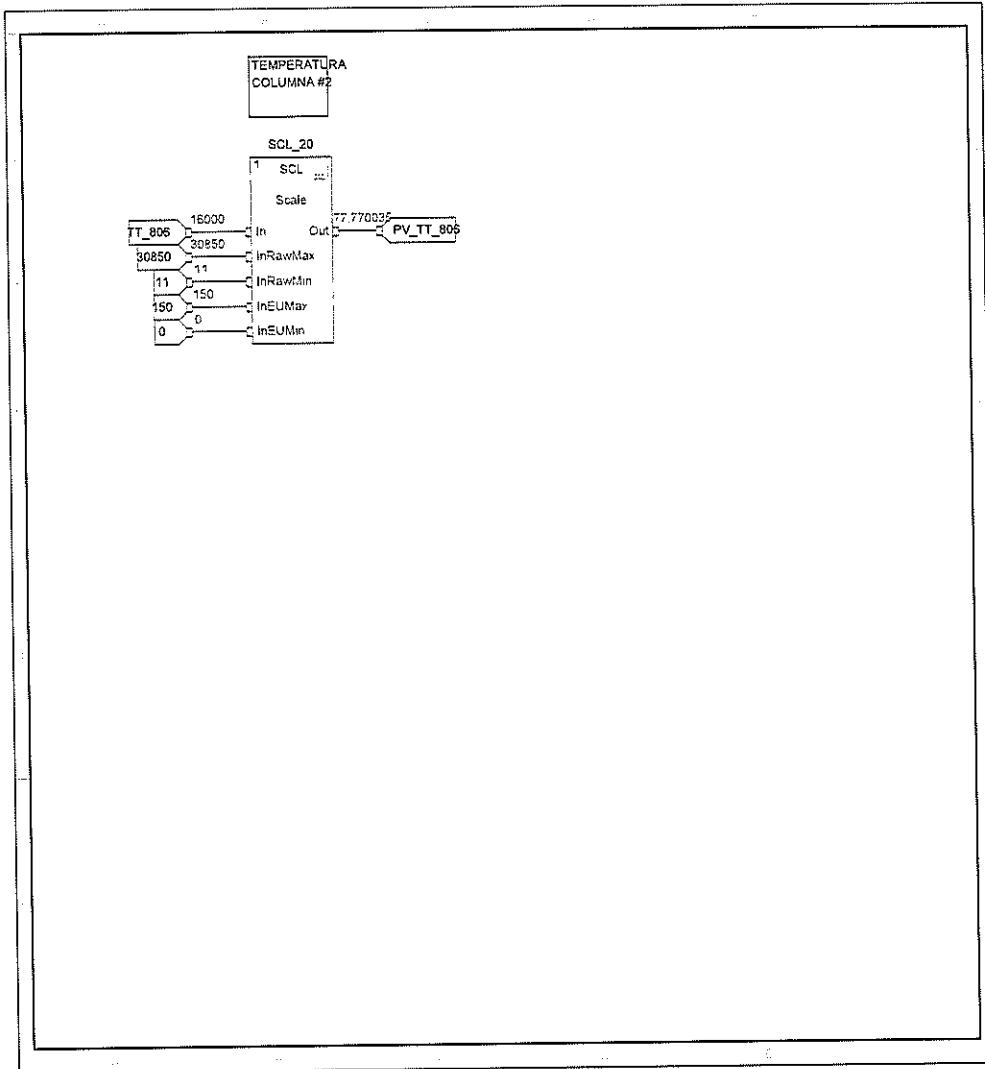 TEMPERATURA
COLUMNA #2
SCL_20
1 SCL ...
Scale
TT_806 16000 In Out 77.770035 PV_TT_806
30850 30850 InRawMax
11 11 InRawMin
150 150 InEUMax
0 0 InEUMin